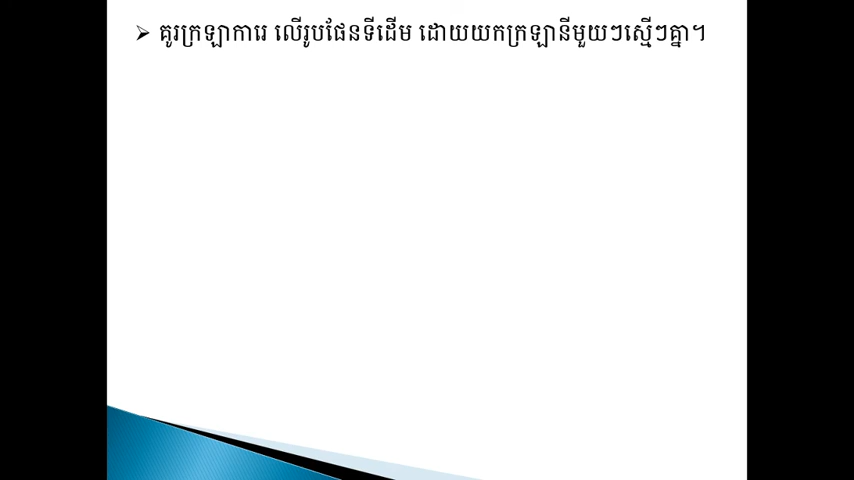 ➢ គូរក្រឡាការេ លើរូបផែនទីដើម ដោយយកក្រឡានីមួយៗស្មើៗគ្នា។